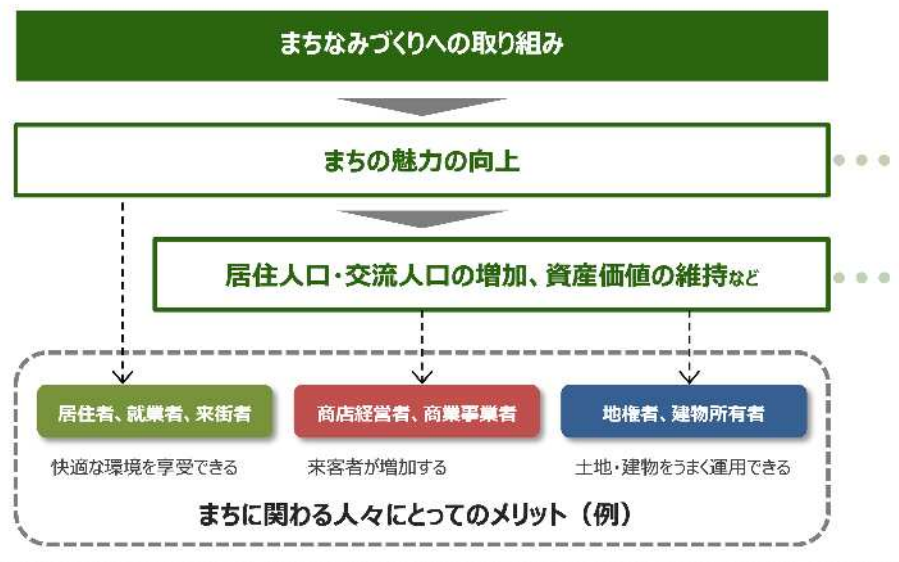 まちなみづくりへの取り組み
まちの魅力の向上
居住人口・交流人口の増加、資産価値の維持など
居住者、就業者、来街者
商店経営者、商業事業者
地権者、建物所有者
快適な環境を享受できる
来客者が増加する
土地・建物をうまく運用できる
まちに関わる人々にとってのメリット（例）